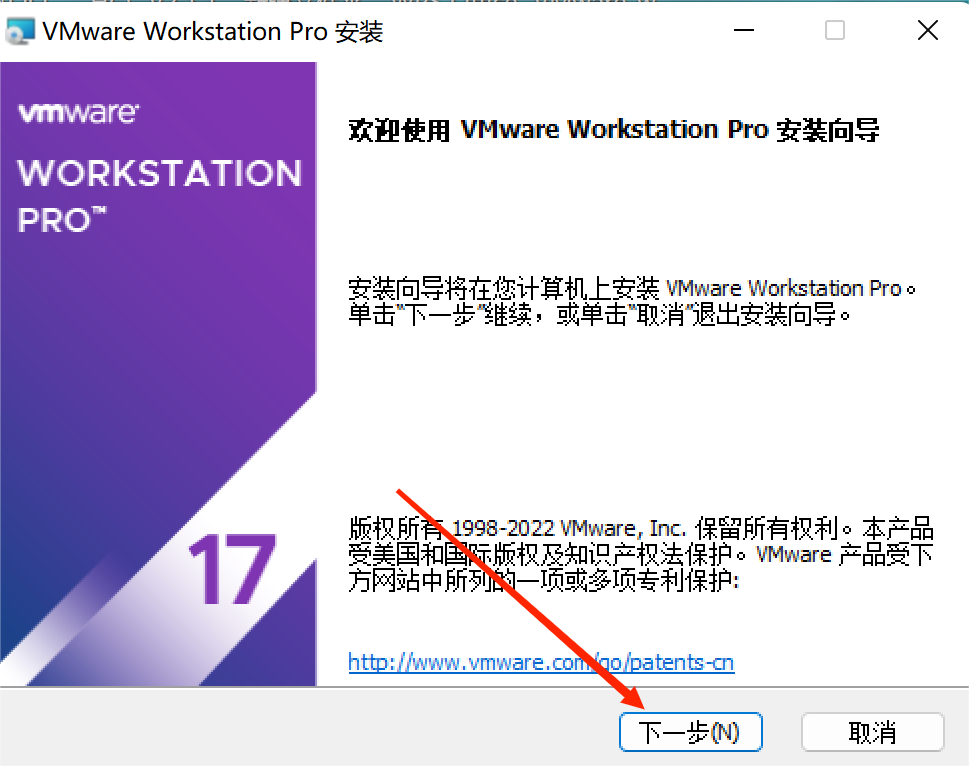 VMware Workstation Pro 安装
vmware
WORKSTATION
PRO™
欢迎使用 VMware Workstation Pro 安装向导
安装向导将在您计算机上安装 VMware Workstation Pro。
单击"下一步"继续，或单击"取消"退出安装向导。
版权所有 1998-2022 VMware, Inc. 保留所有权利。本产品
受美国和国际版权及知识产权法保护。VMware 产品受下
方网站中所列的一项或多项专利保护:
17
http://www.vmware.com/go/patents-cn
下一步(N)
取消